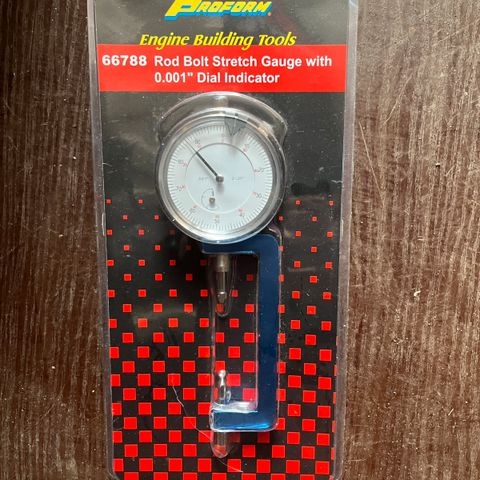 PROFORM
Engine Building Tools
66788 Rod Bolt Stretch Gauge with
0.001" Dial Indicator